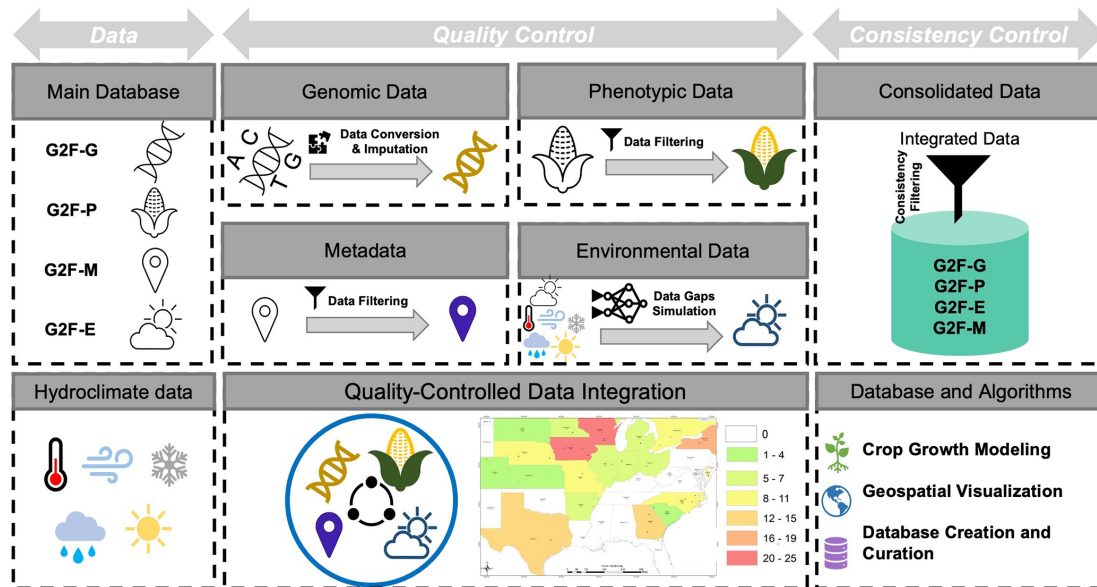 Data
Quality Control
Consistency Control
Main Database
G2F-G
G2F-P
G2F-M
G2F-E
Genomic Data
A C T G
Data Conversion
& Imputation
Phenotypic Data
Data Filtering
Metadata
Data Filtering
Environmental Data
Data Gaps
Simulation
Consolidated Data
Integrated Data
Consistency
Filtering
G2F-G
G2F-P
G2F-E
G2F-M
Hydroclimate data
Quality-Controlled Data Integration
0
1 - 4
5 - 7
8 - 11
12 - 15
16 - 19
20 - 25
Database and Algorithms
Crop Growth Modeling
Geospatial Visualization
Database Creation and
Curation